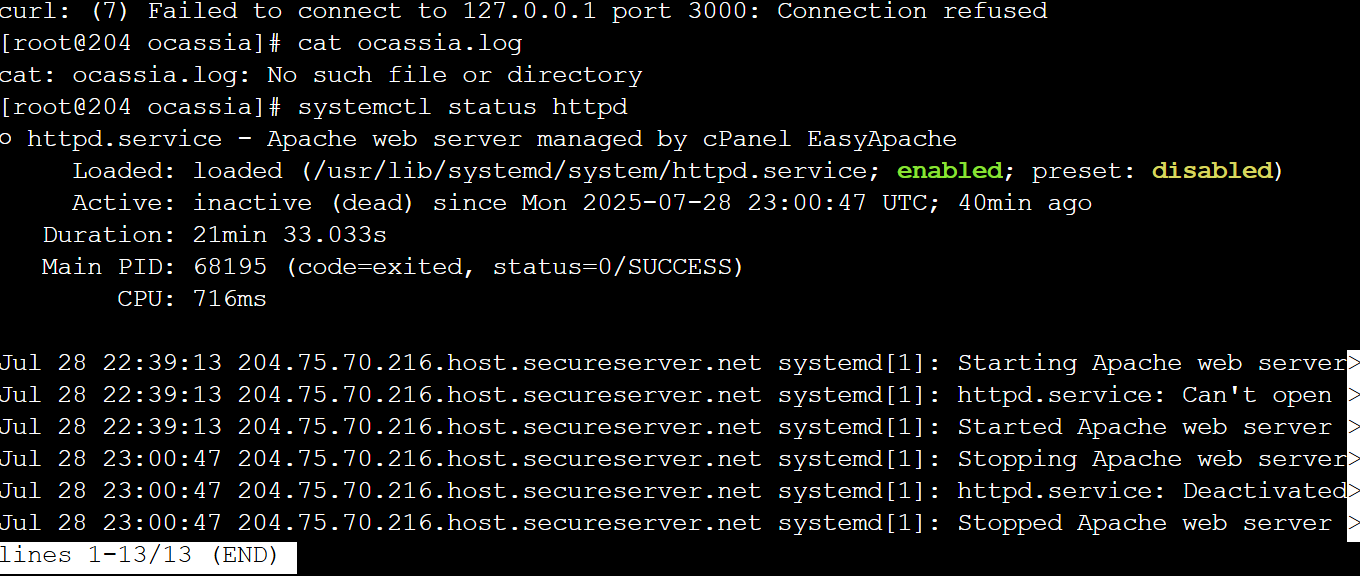 curl: (7) Failed to connect to 127.0.0.1 port 3000: Connection refused
[root@204 ocassia]# cat ocassia.log
cat: ocassia.log: No such file or directory
[root@204 ocassia]# systemctl status httpd
○ httpd.service - Apache web server managed by cPanel EasyApache
     Loaded: loaded (/usr/lib/systemd/system/httpd.service; enabled; preset: disabled)
     Active: inactive (dead) since Mon 2025-07-28 23:00:47 UTC; 40min ago
   Duration: 21min 33.033s
   Main PID: 68195 (code=exited, status=0/SUCCESS)
        CPU: 716ms

Jul 28 22:39:13 204.75.70.216.host.secureserver.net systemd[1]: Starting Apache web server>
Jul 28 22:39:13 204.75.70.216.host.secureserver.net systemd[1]: httpd.service: Can't open >
Jul 28 22:39:13 204.75.70.216.host.secureserver.net systemd[1]: Started Apache web server >
Jul 28 23:00:47 204.75.70.216.host.secureserver.net systemd[1]: Stopping Apache web server>
Jul 28 23:00:47 204.75.70.216.host.secureserver.net systemd[1]: httpd.service: Deactivated>
Jul 28 23:00:47 204.75.70.216.host.secureserver.net systemd[1]: Stopped Apache web server >
lines 1-13/13 (END)